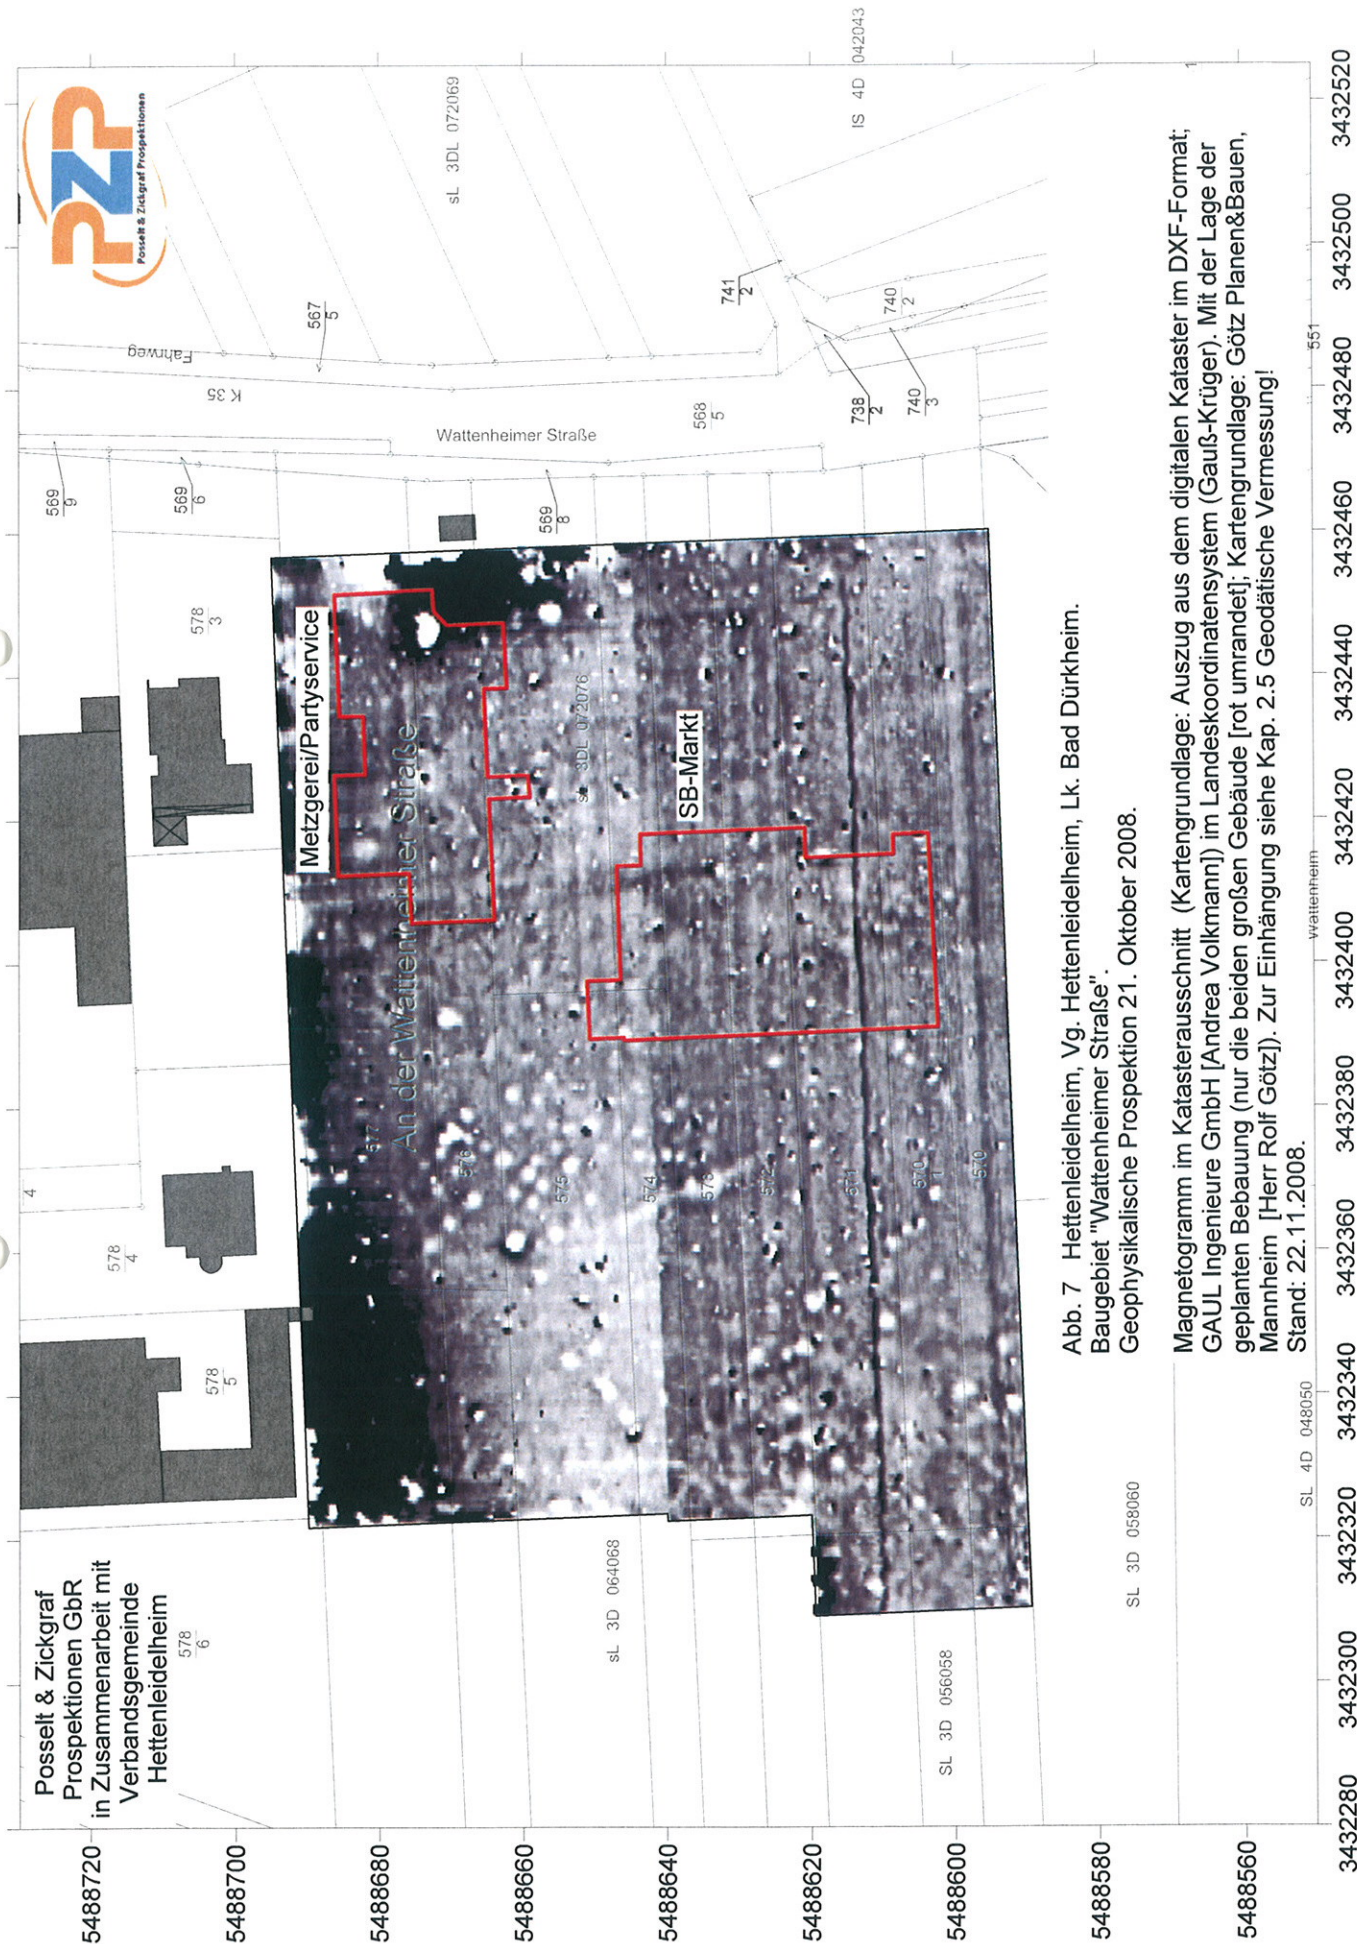 Posselt & Zickgraf
Prospektionen GbR
in Zusammenarbeit mit
Verbandsgemeinde
Hettenleidelheim
PZP
Posselt & Zickgraf Prospektionen
578
6
578
5
578
4
4
578
3
569
9
569
6
569
8
567
5
Fahrweg
K 35
Wattenheimer Straße
568
5
741
2
738
2
740
3
740
2
sL 3DL 072069
lS 4D 042043
Metzgerei/Partyservice
An der Wattenheimer Straße
sL 3DL 072076
SB-Markt
577
576
575
574
573
572
571
570
1
570
sL 3D 064068
SL 3D 056058
SL 3D 058060
SL 4D 048050
Wattenheim
551
1
Abb. 7 Hettenleidelheim, Vg. Hettenleidelheim, Lk. Bad Dürkheim.
Baugebiet "Wattenheimer Straße".
Geophysikalische Prospektion 21. Oktober 2008.
Magnetogramm im Katasterausschnitt (Kartengrundlage: Auszug aus dem digitalen Kataster im DXF-Format;
GAUL Ingenieure GmbH [Andrea Volkmann]) im Landeskoordinatensystem (Gauß-Krüger). Mit der Lage der
geplanten Bebauung (nur die beiden großen Gebäude [rot umrandet]; Kartengrundlage: Götz Planen&Bauen,
Mannheim [Herr Rolf Götz]). Zur Einhängung siehe Kap. 2.5 Geodätische Vermessung!
Stand: 22.11.2008.
5488720
5488700
5488680
5488660
5488640
5488620
5488600
5488580
5488560
3432280
3432300
3432320
3432340
3432360
3432380
3432400
3432420
3432440
3432460
3432480
3432500
3432520